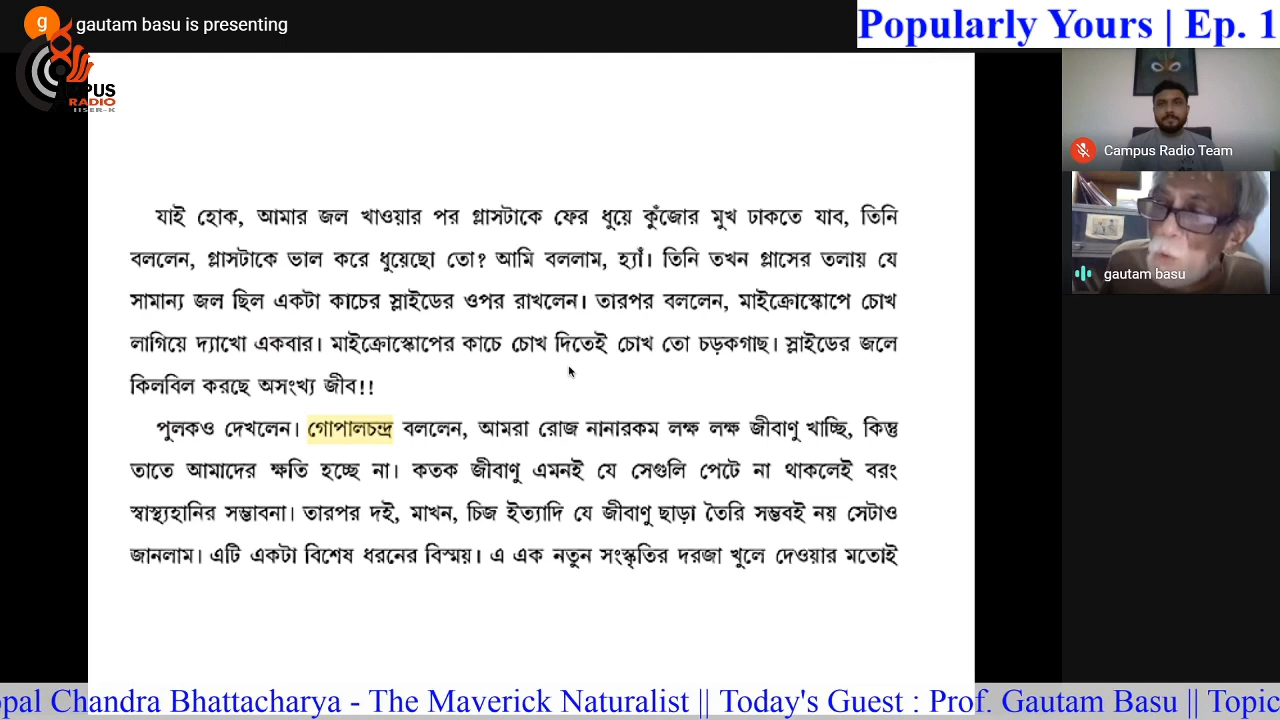 g
gautam basu is presenting
Popularly Yours | Ep. 1
MPUS
RADIO
IISER-K
Campus Radio Team
gautam basu
যাই হোক, আমার জল খাওয়ার পর গ্লাসটাকে ফের ধুয়ে কুঁজোর মুখ ঢাকতে যাব, তিনি
বললেন, গ্লাসটাকে ভাল করে ধুয়েছো তো? আমি বললাম, হ্যাঁ। তিনি তখন গ্লাসের তলায় যে
সামান্য জল ছিল একটা কাচের স্লাইডের ওপর রাখলেন। তারপর বললেন, মাইক্রোস্কোপে চোখ
লাগিয়ে দ্যাখো একবার। মাইক্রোস্কোপের কাচে চোখ দিতেই চোখ তো চড়কগাছ। স্লাইডের জলে
কিলবিল করছে অসংখ্য জীব!!
পুলকও দেখলেন। গোপালচন্দ্র বললেন, আমরা রোজ নানারকম লক্ষ লক্ষ জীবাণু খাচ্ছি, কিন্তু
তাতে আমাদের ক্ষতি হচ্ছে না। কতক জীবাণু এমনই যে সেগুলি পেটে না থাকলেই বরং
স্বাস্থ্যহানির সম্ভাবনা। তারপর দই, মাখন, চিজ ইত্যাদি যে জীবাণু ছাড়া তৈরি সম্ভবই নয় সেটাও
জানলাম। এটি একটা বিশেষ ধরনের বিস্ময়। এ এক নতুন সংস্কৃতির দরজা খুলে দেওয়ার মতোই
opal Chandra Bhattacharya - The Maverick Naturalist || Today's Guest : Prof. Gautam Basu || Topic